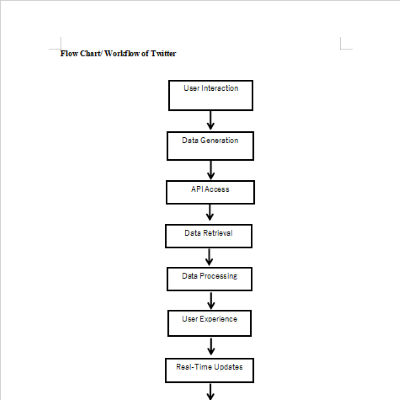 Flow Chart/ Workflow of Twitter
User Interaction
Data Generation
API Access
Data Retrieval
Data Processing
User Experience
Real-Time Updates